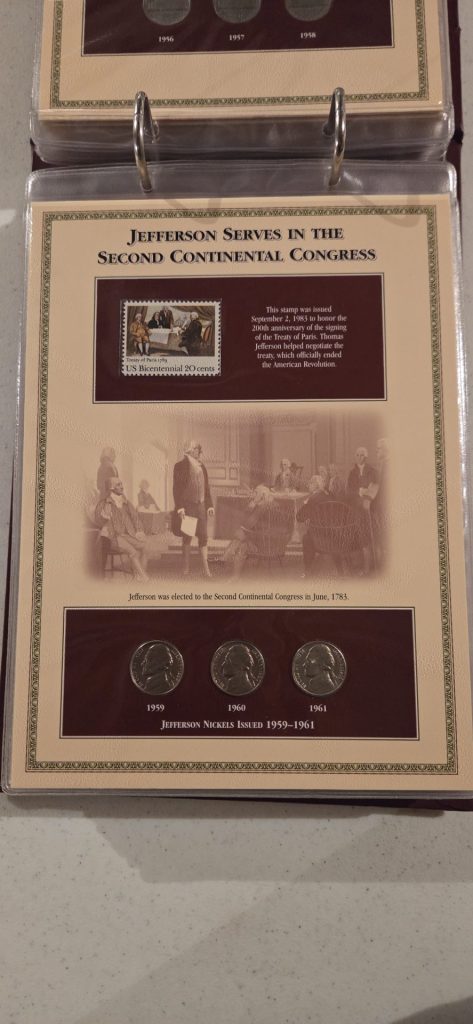 1956 1957 1958
JEFFERSON SERVES IN THE
SECOND CONTINENTAL CONGRESS
Treaty of Paris 1783
US Bicentennial 20 cents
This stamp was issued
September 2, 1983 to honor the
200th anniversary of the signing
of the Treaty of Paris. Thomas
Jefferson helped negotiate the
treaty, which officially ended
the American Revolution.
Jefferson was elected to the Second Continental Congress in June, 1783.
1959 1960 1961
JEFFERSON NICKELS ISSUED 1959–1961